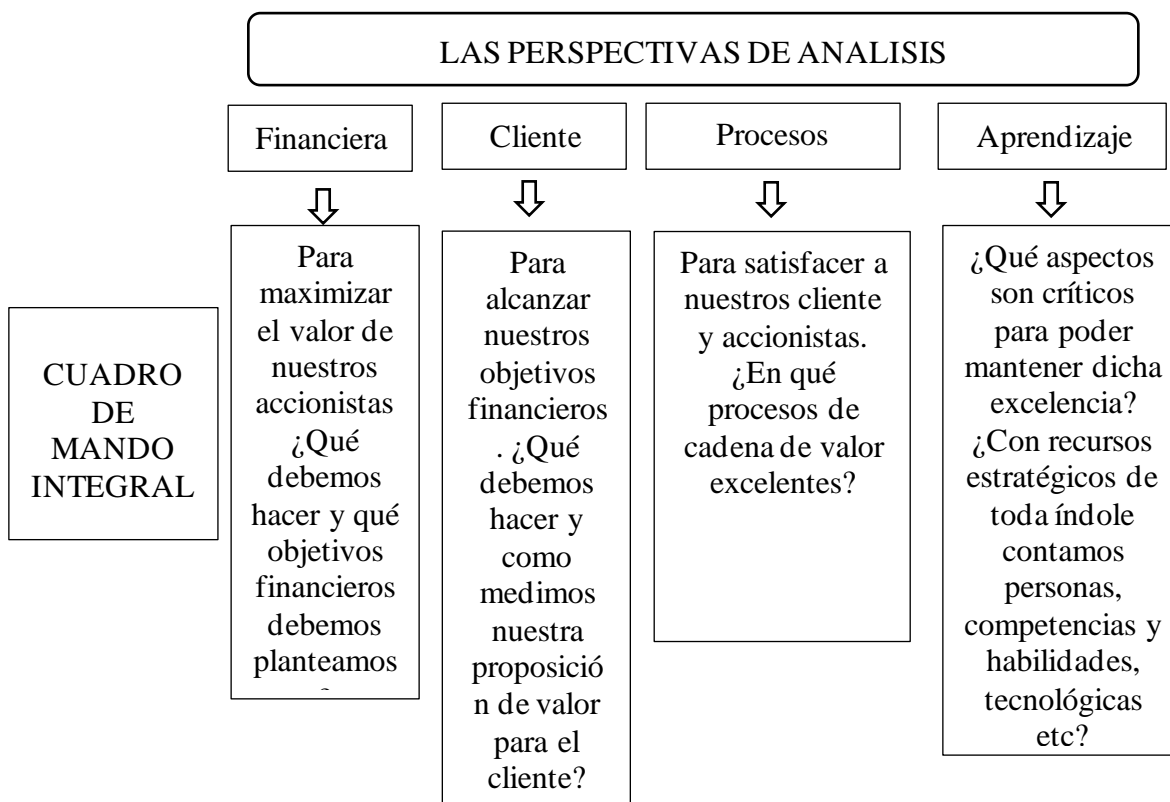 LAS PERSPECTIVAS DE ANALISIS
Financiera
Cliente
Procesos
Aprendizaje
CUADRO
DE
MANDO
INTEGRAL
Para
maximizar
el valor de
nuestros
accionistas
¿Qué
debemos
hacer y qué
objetivos
financieros
debemos
planteamos
?
Para
alcanzar
nuestros
objetivos
financieros
. ¿Qué
debemos
hacer y
como
medimos
nuestra
proposició
n de valor
para el
cliente?
Para satisfacer a
nuestros cliente
y accionistas.
¿En qué
procesos de
cadena de valor
excelentes?
¿Qué aspectos
son críticos
para poder
mantener dicha
excelencia?
¿Con recursos
estratégicos de
toda índole
contamos
personas,
competencias y
habilidades,
tecnológicas
etc?